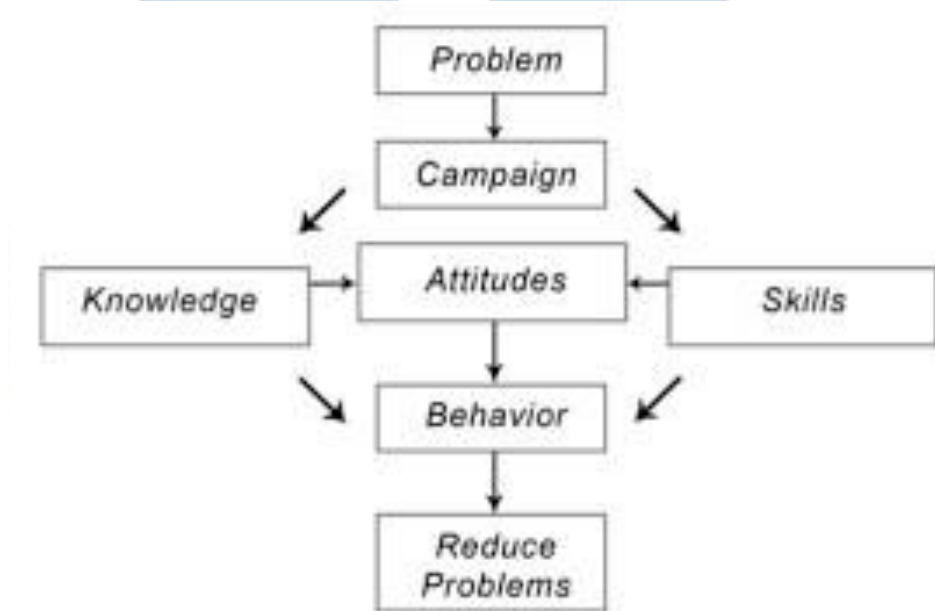 Problem
Campaign
Attitudes
Knowledge
Skills
Behavior
Reduce
Problems